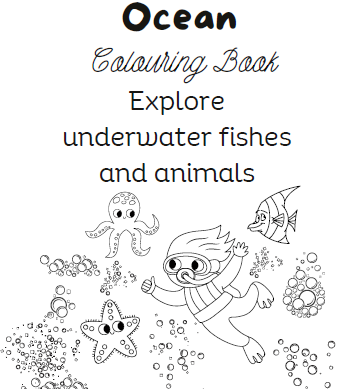 Ocean
Colouring Book
Explore
underwater fishes
and animals